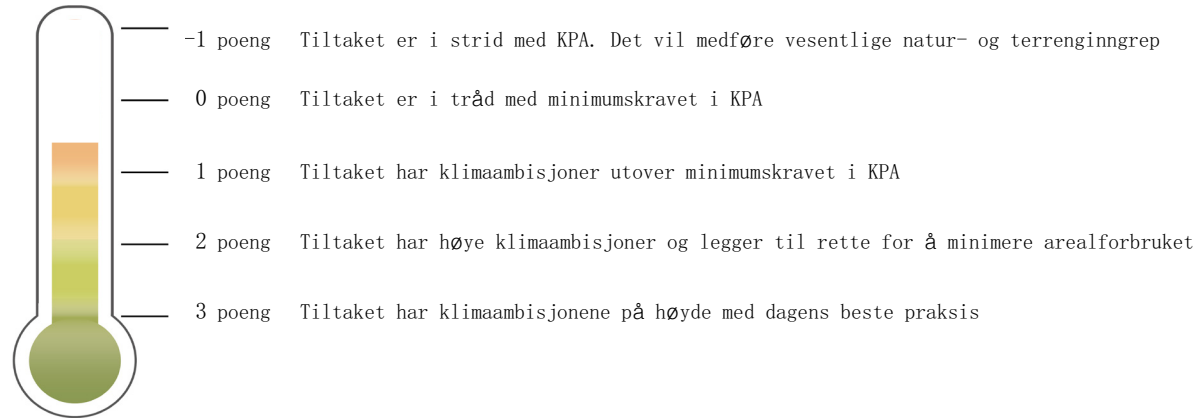 -1 poeng Tiltaket er i strid med KPA. Det vil medføre vesentlige natur- og terrenginngrep
0 poeng Tiltaket er i tråd med minimumskravet i KPA
1 poeng Tiltaket har klimaambisjoner utover minimumskravet i KPA
2 poeng Tiltaket har høye klimaambisjoner og legger til rette for å minimere arealforbruket
3 poeng Tiltaket har klimaambisjonene på høyde med dagens beste praksis